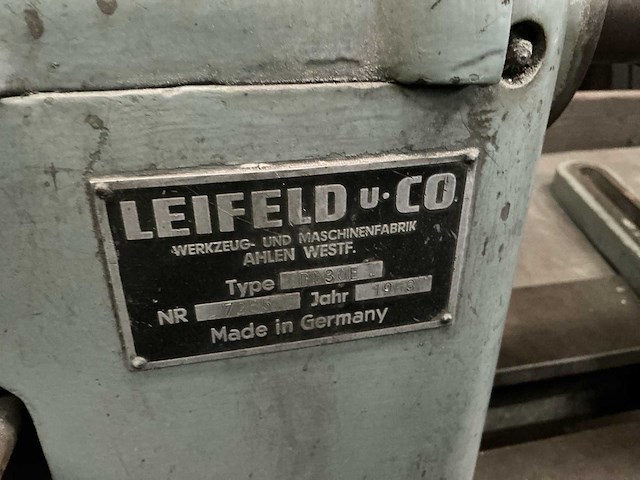 LEIFELD u. CO
WERKZEUG- UND MASCHINENFABRIK
AHLEN WESTF.
Type
NR Jahr
Made in Germany